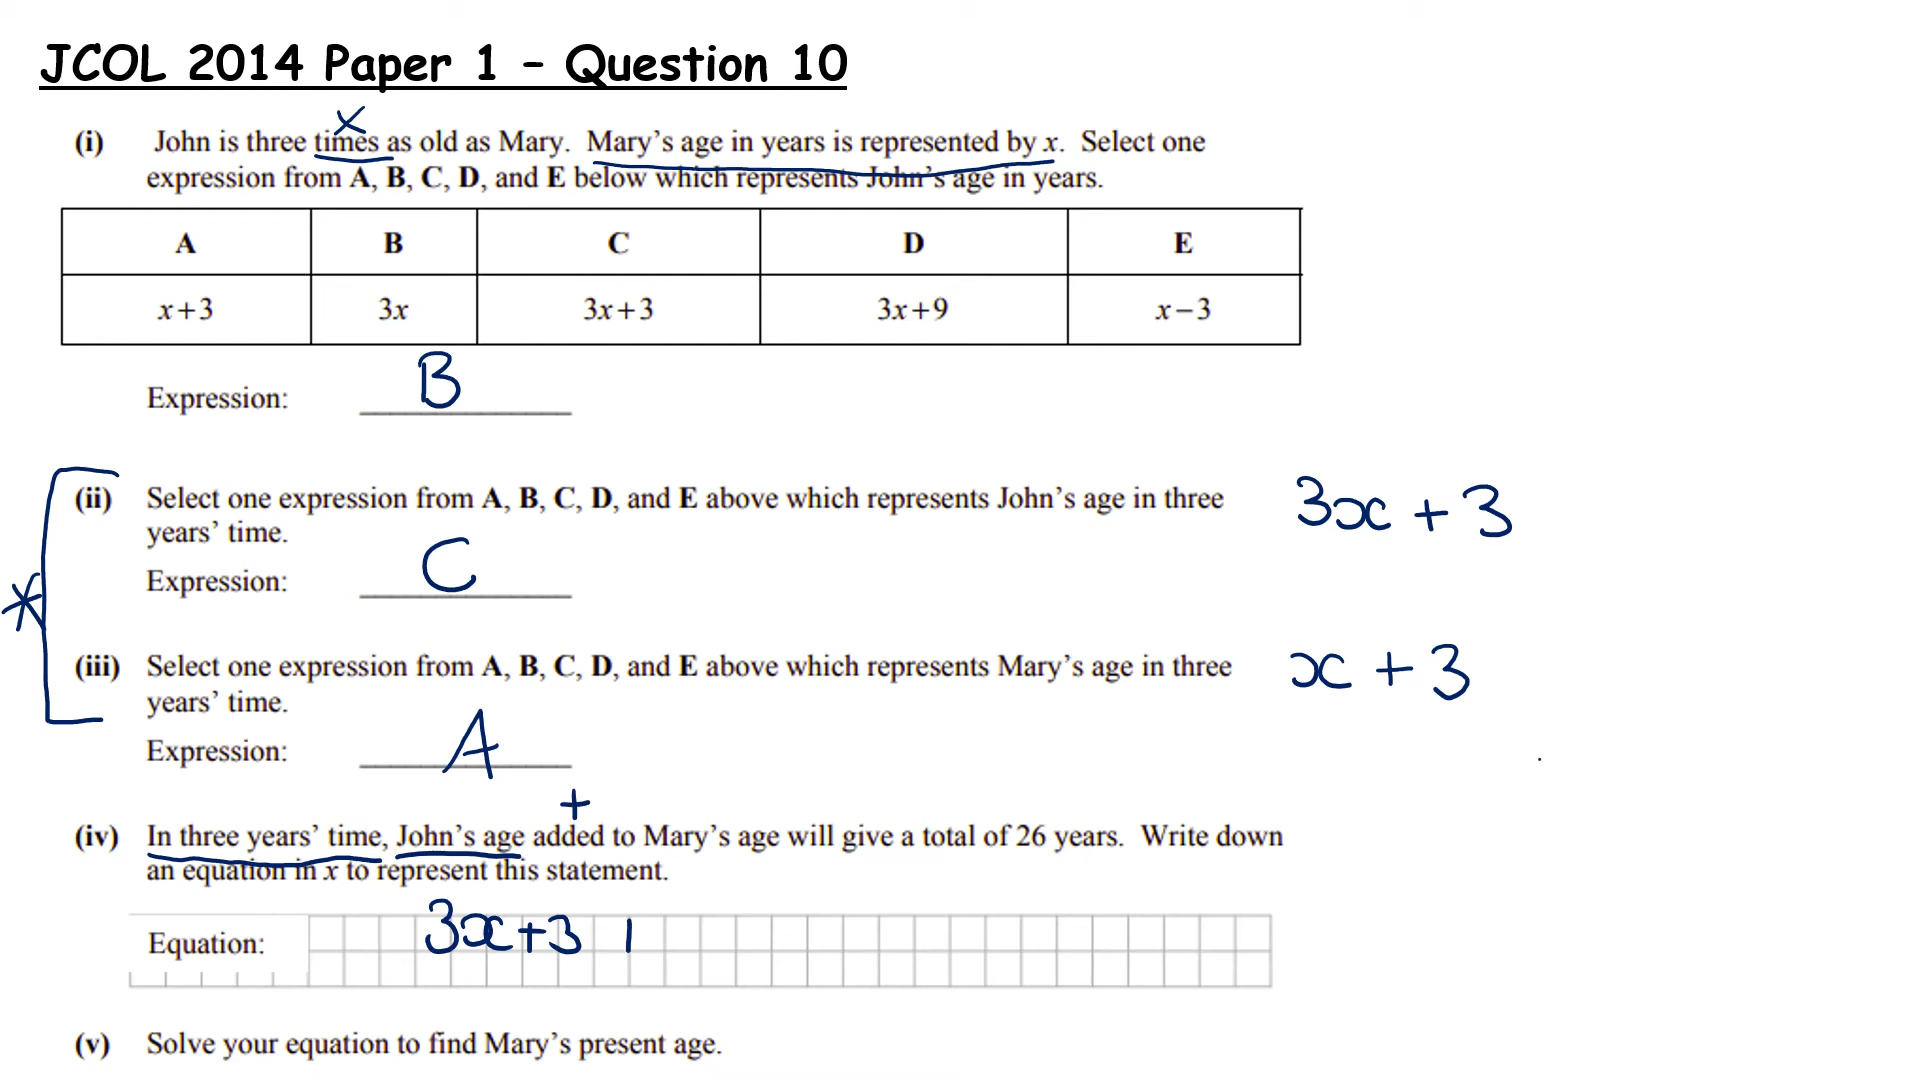 JCOL 2014 Paper 1 – Question 10
x
(i) John is three times as old as Mary. Mary's age in years is represented by x. Select one
expression from A, B, C, D, and E below which represents John's age in years.
A B C D E
x+3 3x 3x+3 3x+9 x−3
Expression: B
(ii) Select one expression from A, B, C, D, and E above which represents John's age in three
years' time.
3x + 3
Expression: C
*
(iii) Select one expression from A, B, C, D, and E above which represents Mary's age in three
years' time.
x + 3
Expression: A
+
(iv) In three years' time, John's age added to Mary's age will give a total of 26 years. Write down
an equation in x to represent this statement.
Equation: 3x+3 |
(v) Solve your equation to find Mary's present age.